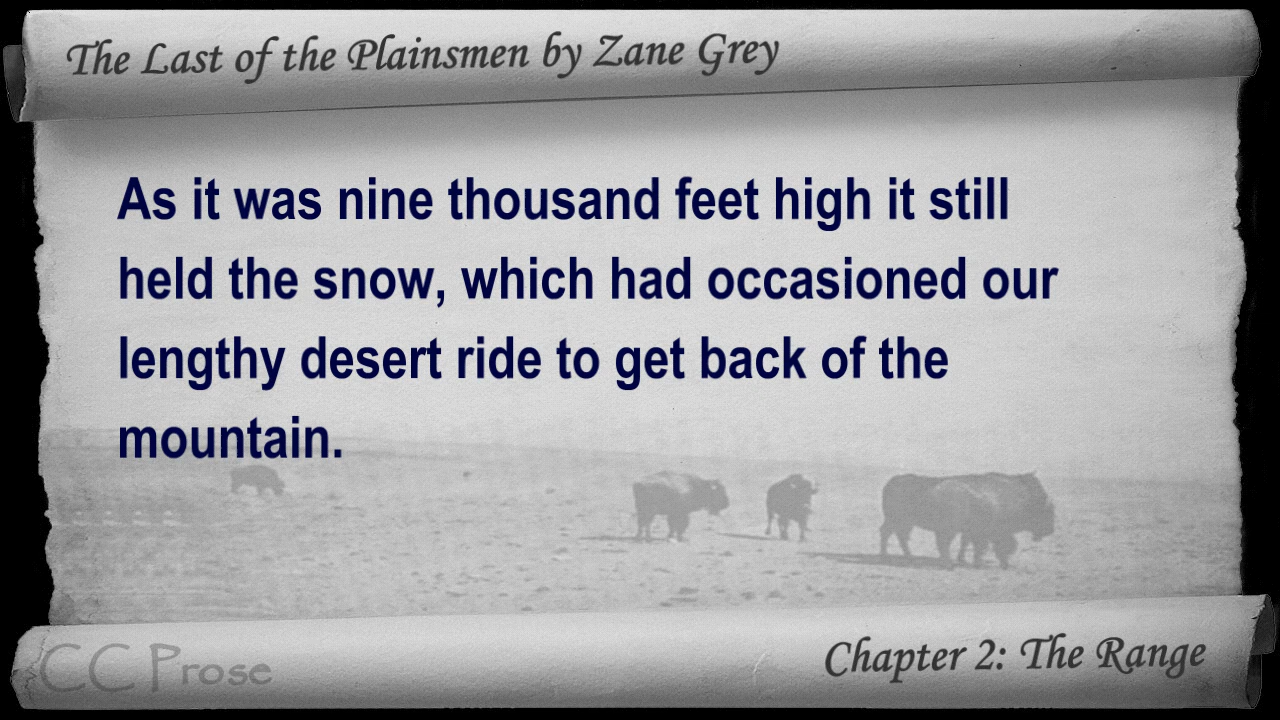 The Last of the Plainsmen by Zane Grey
As it was nine thousand feet high it still
held the snow, which had occasioned our
lengthy desert ride to get back of the
mountain.
CC Prose
Chapter 2: The Range